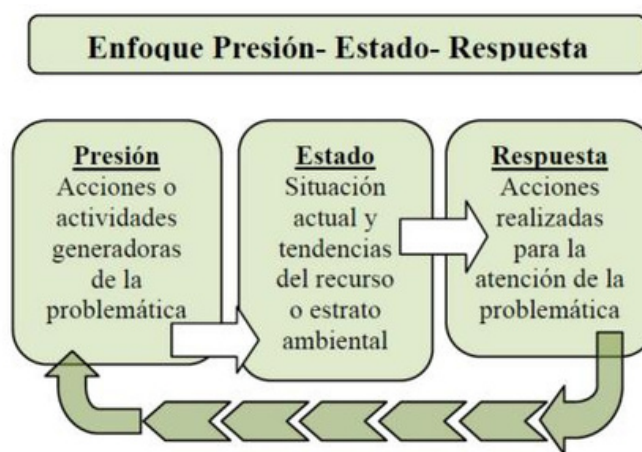 Enfoque Presión- Estado- Respuesta
Presión
Acciones o
actividades
generadoras
de la
problemática
Estado
Situación
actual y
tendencias
del recurso
o estrato
ambiental
Respuesta
Acciones
realizadas
para la
atención de la
problemática